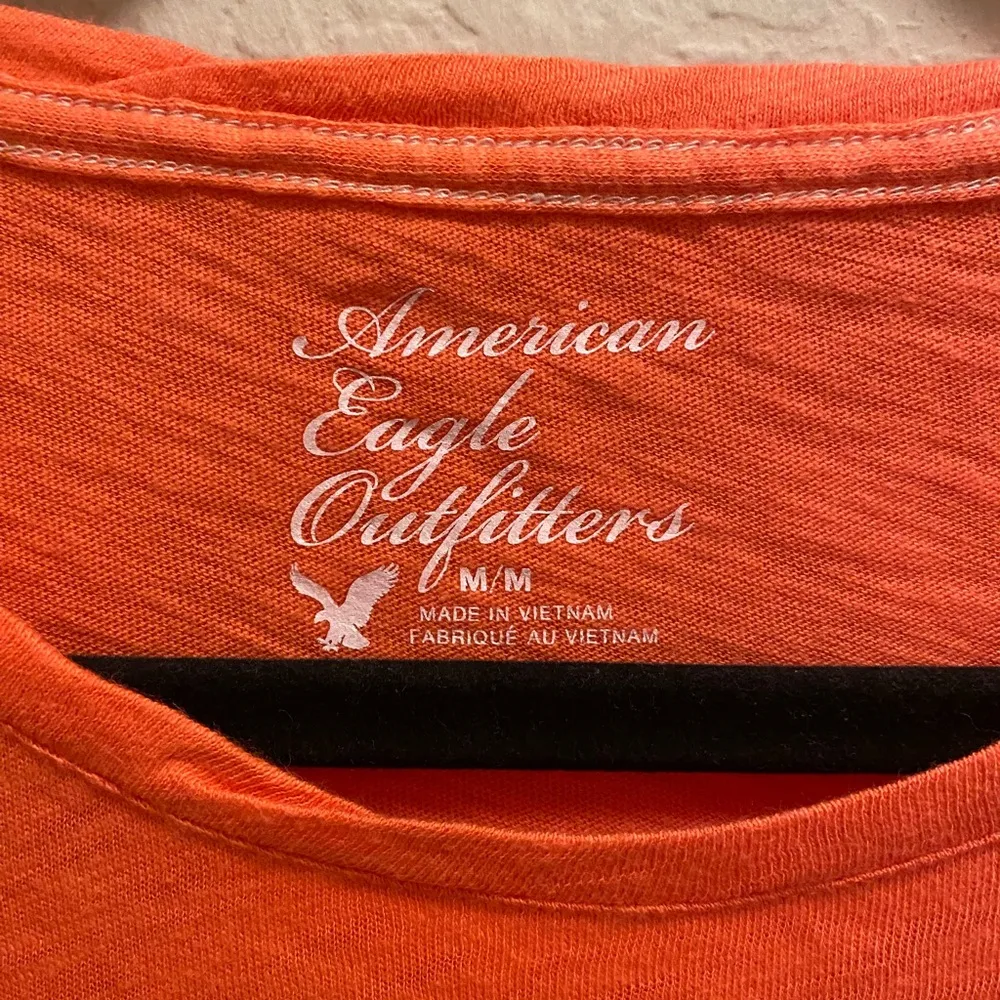 American
Eagle
Outfitters
M/M
MADE IN VIETNAM
FABRIQUÉ AU VIETNAM